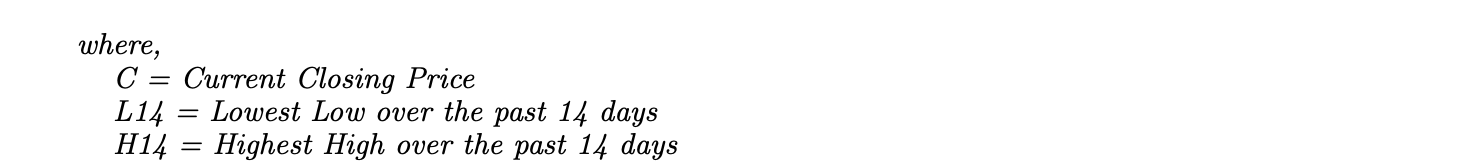 where,
C = Current Closing Price
L14 = Lowest Low over the past 14 days
H14 = Highest High over the past 14 days